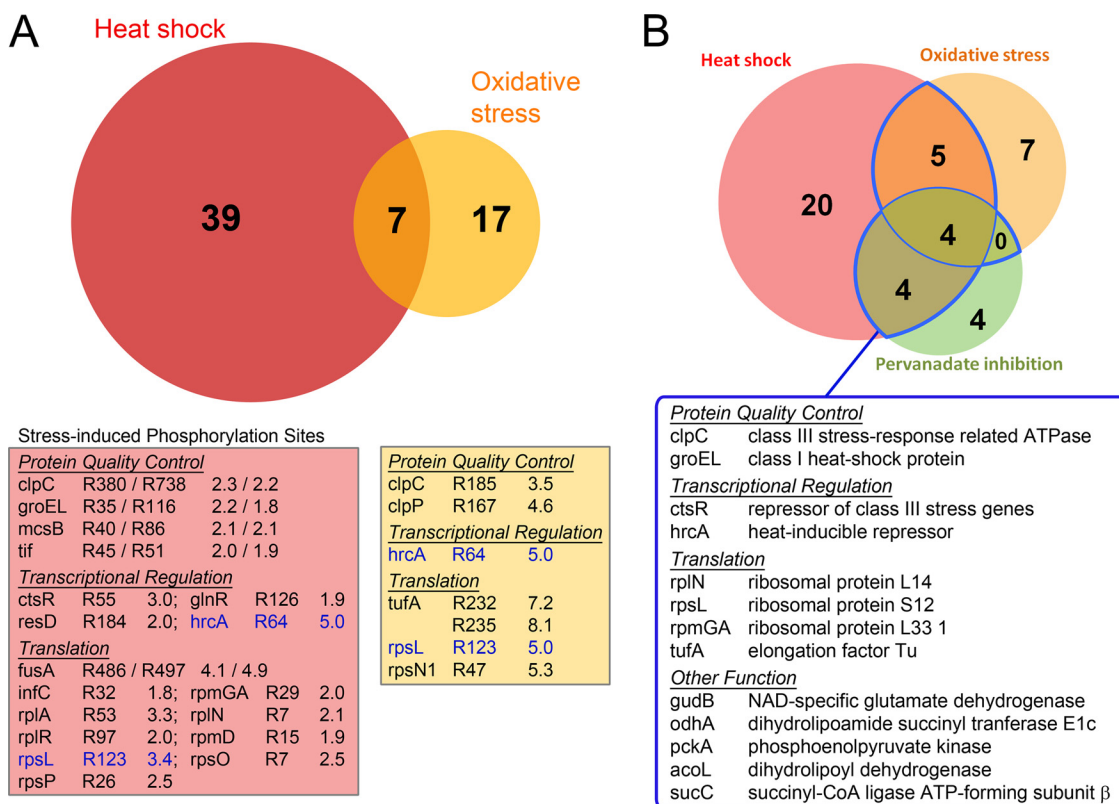 A
Heat shock
Oxidative
stress
39
7
17
Stress-induced Phosphorylation Sites
Protein Quality Control
clpC R380 / R738 2.3 / 2.2
groEL R35 / R116 2.2 / 1.8
mcsB R40 / R86 2.1 / 2.1
tif R45 / R51 2.0 / 1.9
Transcriptional Regulation
ctsR R55 3.0; glnR R126 1.9
resD R184 2.0; hrcA R64 5.0
Translation
fusA R486 / R497 4.1 / 4.9
infC R32 1.8; rpmGA R29 2.0
rplA R53 3.3; rplN R7 2.1
rplR R97 2.0; rpmD R15 1.9
rpsL R123 3.4; rpsO R7 2.5
rpsP R26 2.5
Protein Quality Control
clpC R185 3.5
clpP R167 4.6
Transcriptional Regulation
hrcA R64 5.0
Translation
tufA R232 7.2
R235 8.1
rpsL R123 5.0
rpsN1 R47 5.3
B
Heat shock
Oxidative stress
5
7
20
4
0
4
4
Pervanadate inhibition
Protein Quality Control
clpC class III stress-response related ATPase
groEL class I heat-shock protein
Transcriptional Regulation
ctsR repressor of class III stress genes
hrcA heat-inducible repressor
Translation
rplN ribosomal protein L14
rpsL ribosomal protein S12
rpmGA ribosomal protein L33 1
tufA elongation factor Tu
Other Function
gudB NAD-specific glutamate dehydrogenase
odhA dihydrolipoamide succinyl tranferase E1c
pckA phosphoenolpyruvate kinase
acoL dihydrolipoyl dehydrogenase
sucC succinyl-CoA ligase ATP-forming subunit β